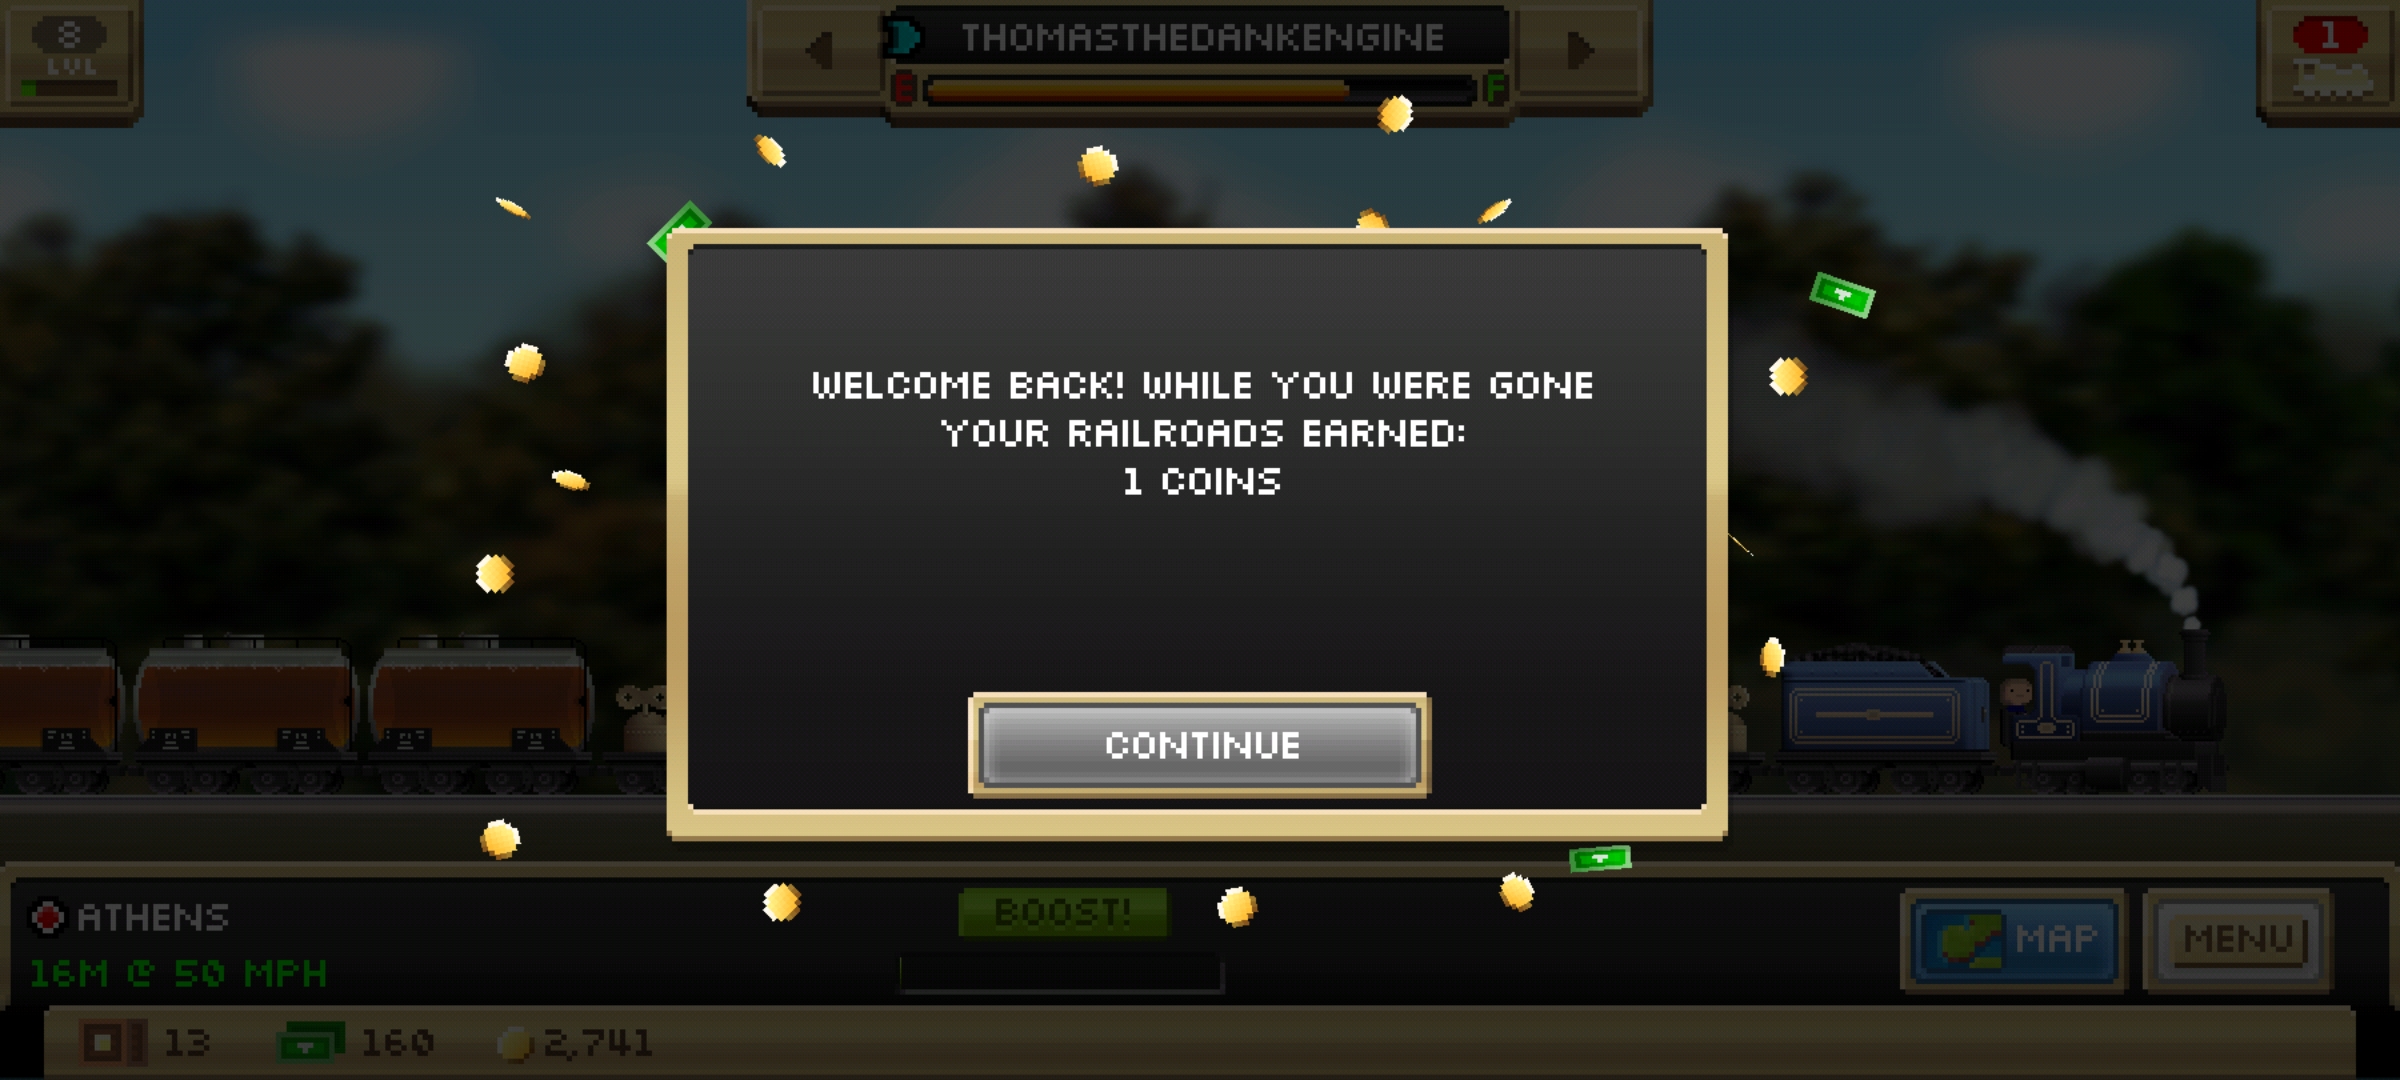 8
LVL
THOMASTHEDANKENGINE
E
F
1
WELCOME BACK! WHILE YOU WERE GONE
YOUR RAILROADS EARNED:
1 COINS
CONTINUE
ATHENS
16M @ 50 MPH
BOOST!
MAP
MENU
13
160
2,741